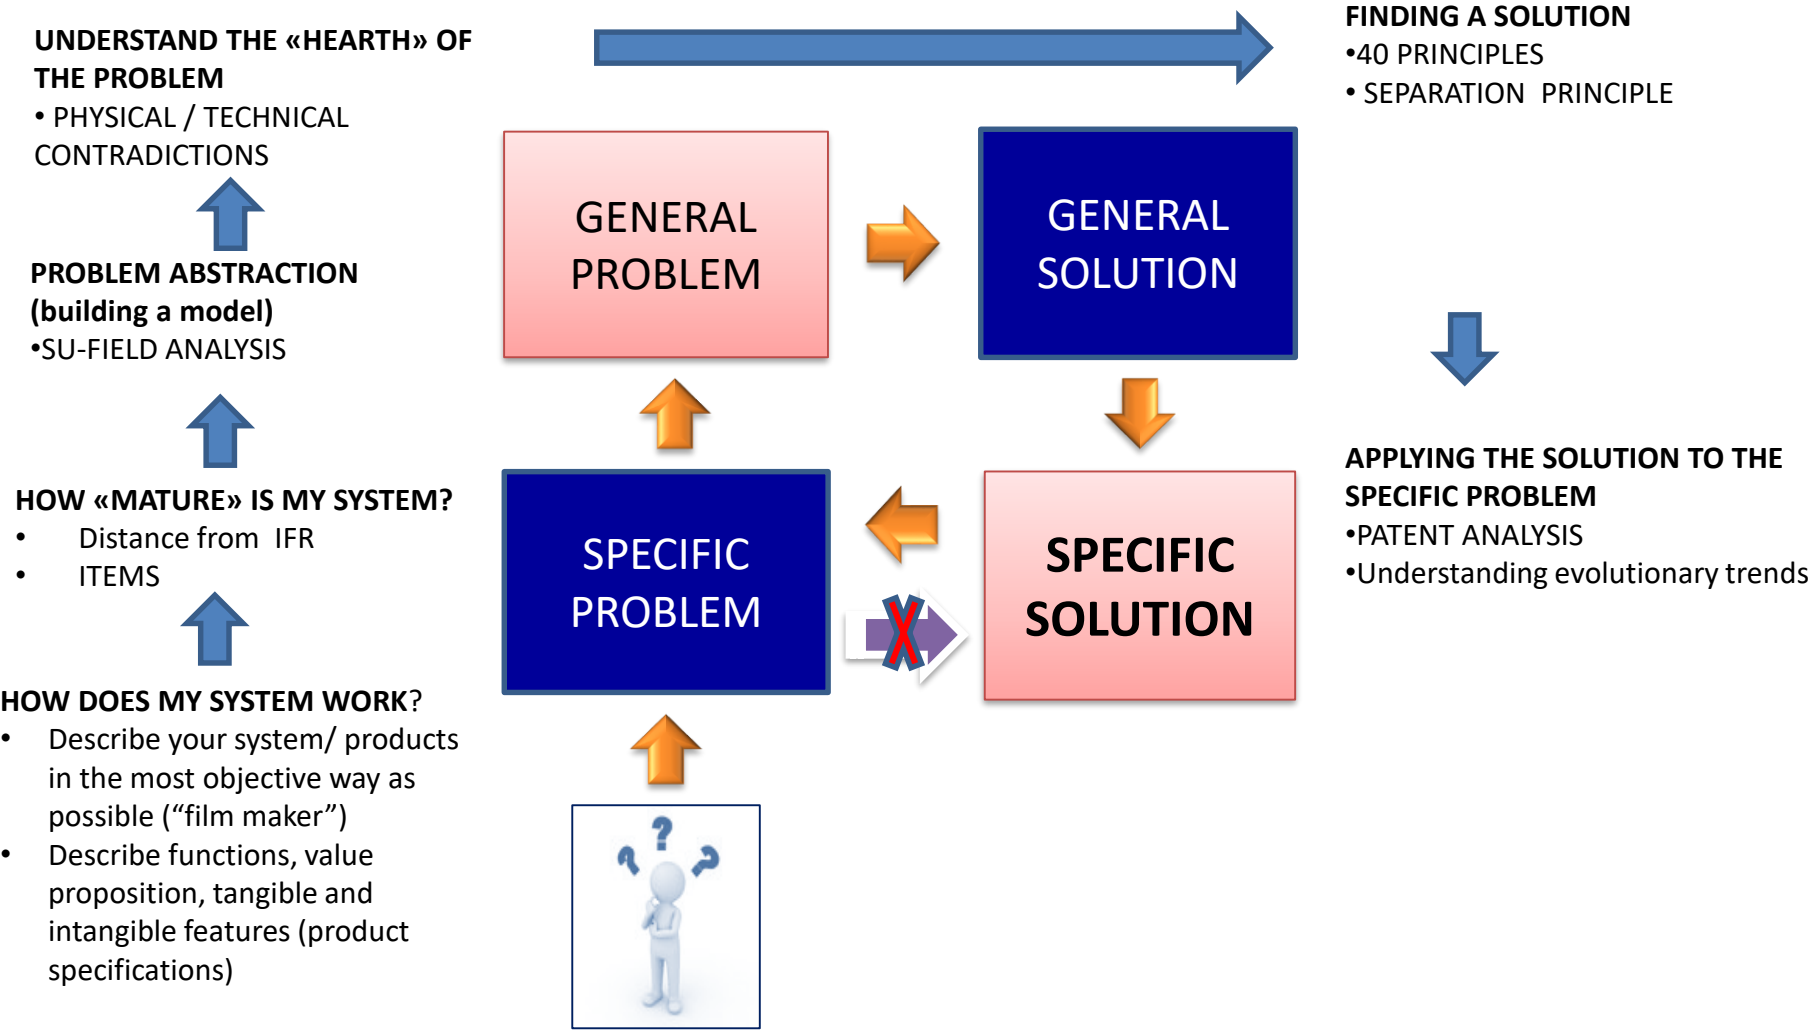 UNDERSTAND THE «HEARTH» OF
THE PROBLEM
• PHYSICAL / TECHNICAL
CONTRADICTIONS
PROBLEM ABSTRACTION
(building a model)
•SU-FIELD ANALYSIS
HOW «MATURE» IS MY SYSTEM?
• Distance from IFR
• ITEMS
HOW DOES MY SYSTEM WORK?
• Describe your system/ products
in the most objective way as
possible (“film maker”)
• Describe functions, value
proposition, tangible and
intangible features (product
specifications)
GENERAL
PROBLEM
GENERAL
SOLUTION
SPECIFIC
PROBLEM
X
SPECIFIC
SOLUTION
? ? ?
FINDING A SOLUTION
•40 PRINCIPLES
• SEPARATION PRINCIPLE
APPLYING THE SOLUTION TO THE
SPECIFIC PROBLEM
•PATENT ANALYSIS
•Understanding evolutionary trends